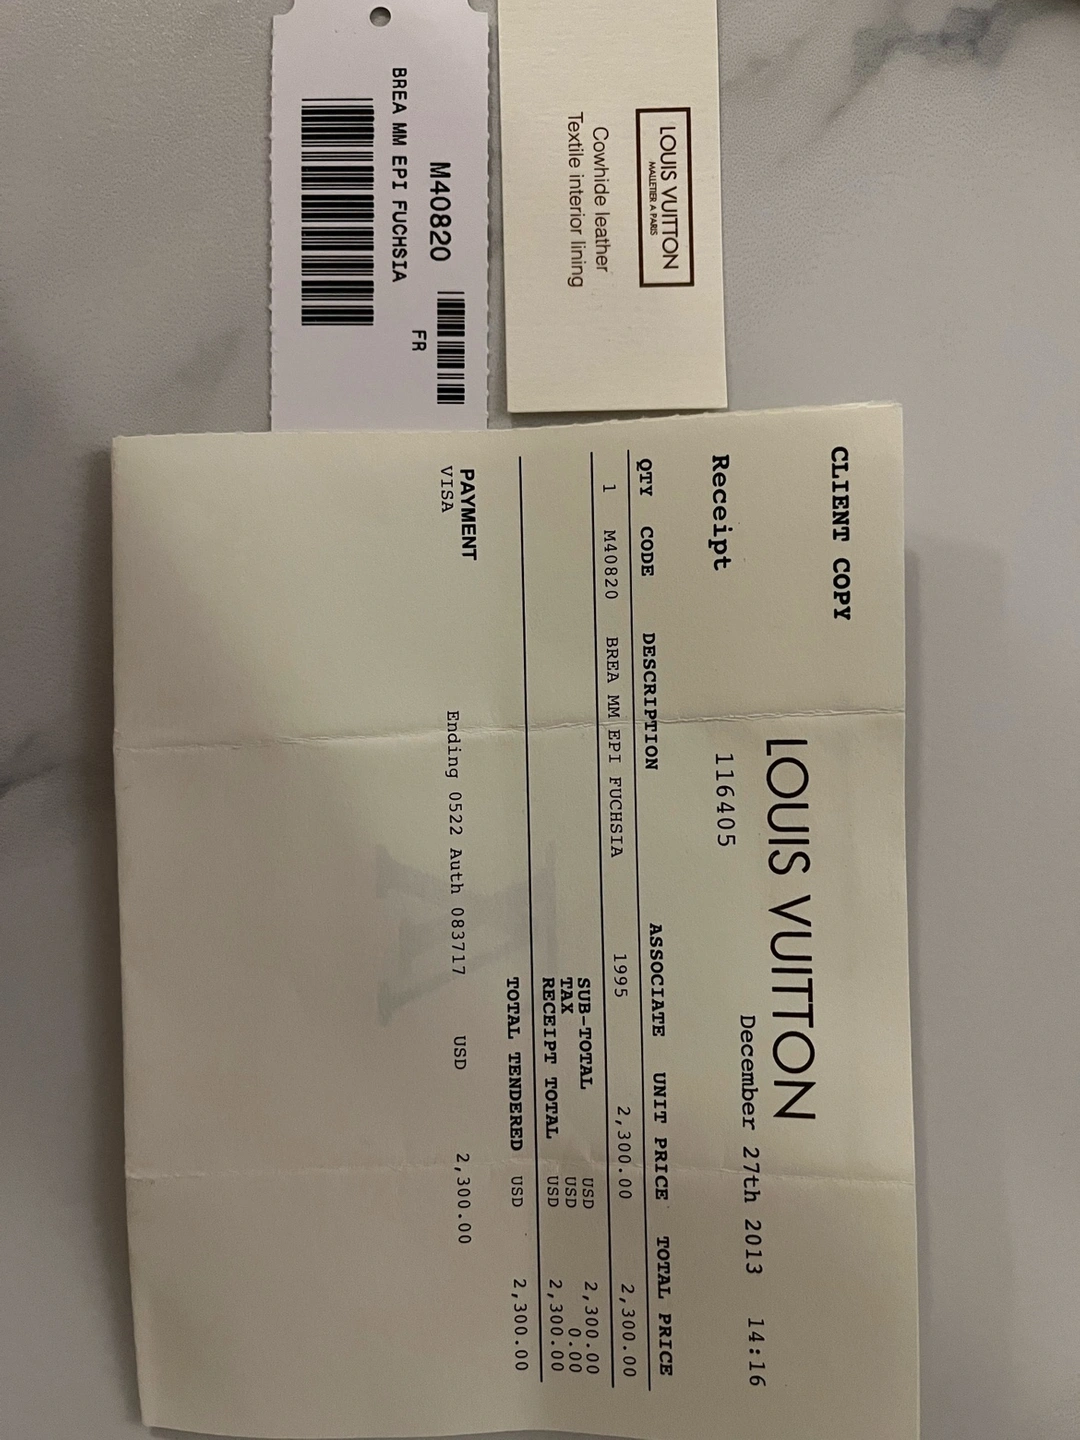 M40820
FR
BREA MM EPI FUCHSIA
LOUIS VUITTON
MALLETIER A PARIS
Cowhide leather
Textile interior lining
CLIENT COPY
LOUIS VUITTON
Receipt 116405 December 27th 2013 14:16
QTY CODE DESCRIPTION ASSOCIATE UNIT PRICE TOTAL PRICE
1 M40820 BREA MM EPI FUCHSIA 1995 2,300.00 2,300.00
SUB-TOTAL USD 2,300.00
TAX USD 0.00
RECEIPT TOTAL USD 2,300.00
TOTAL TENDERED USD 2,300.00
PAYMENT
VISA Ending 0522 Auth 083717 USD 2,300.00